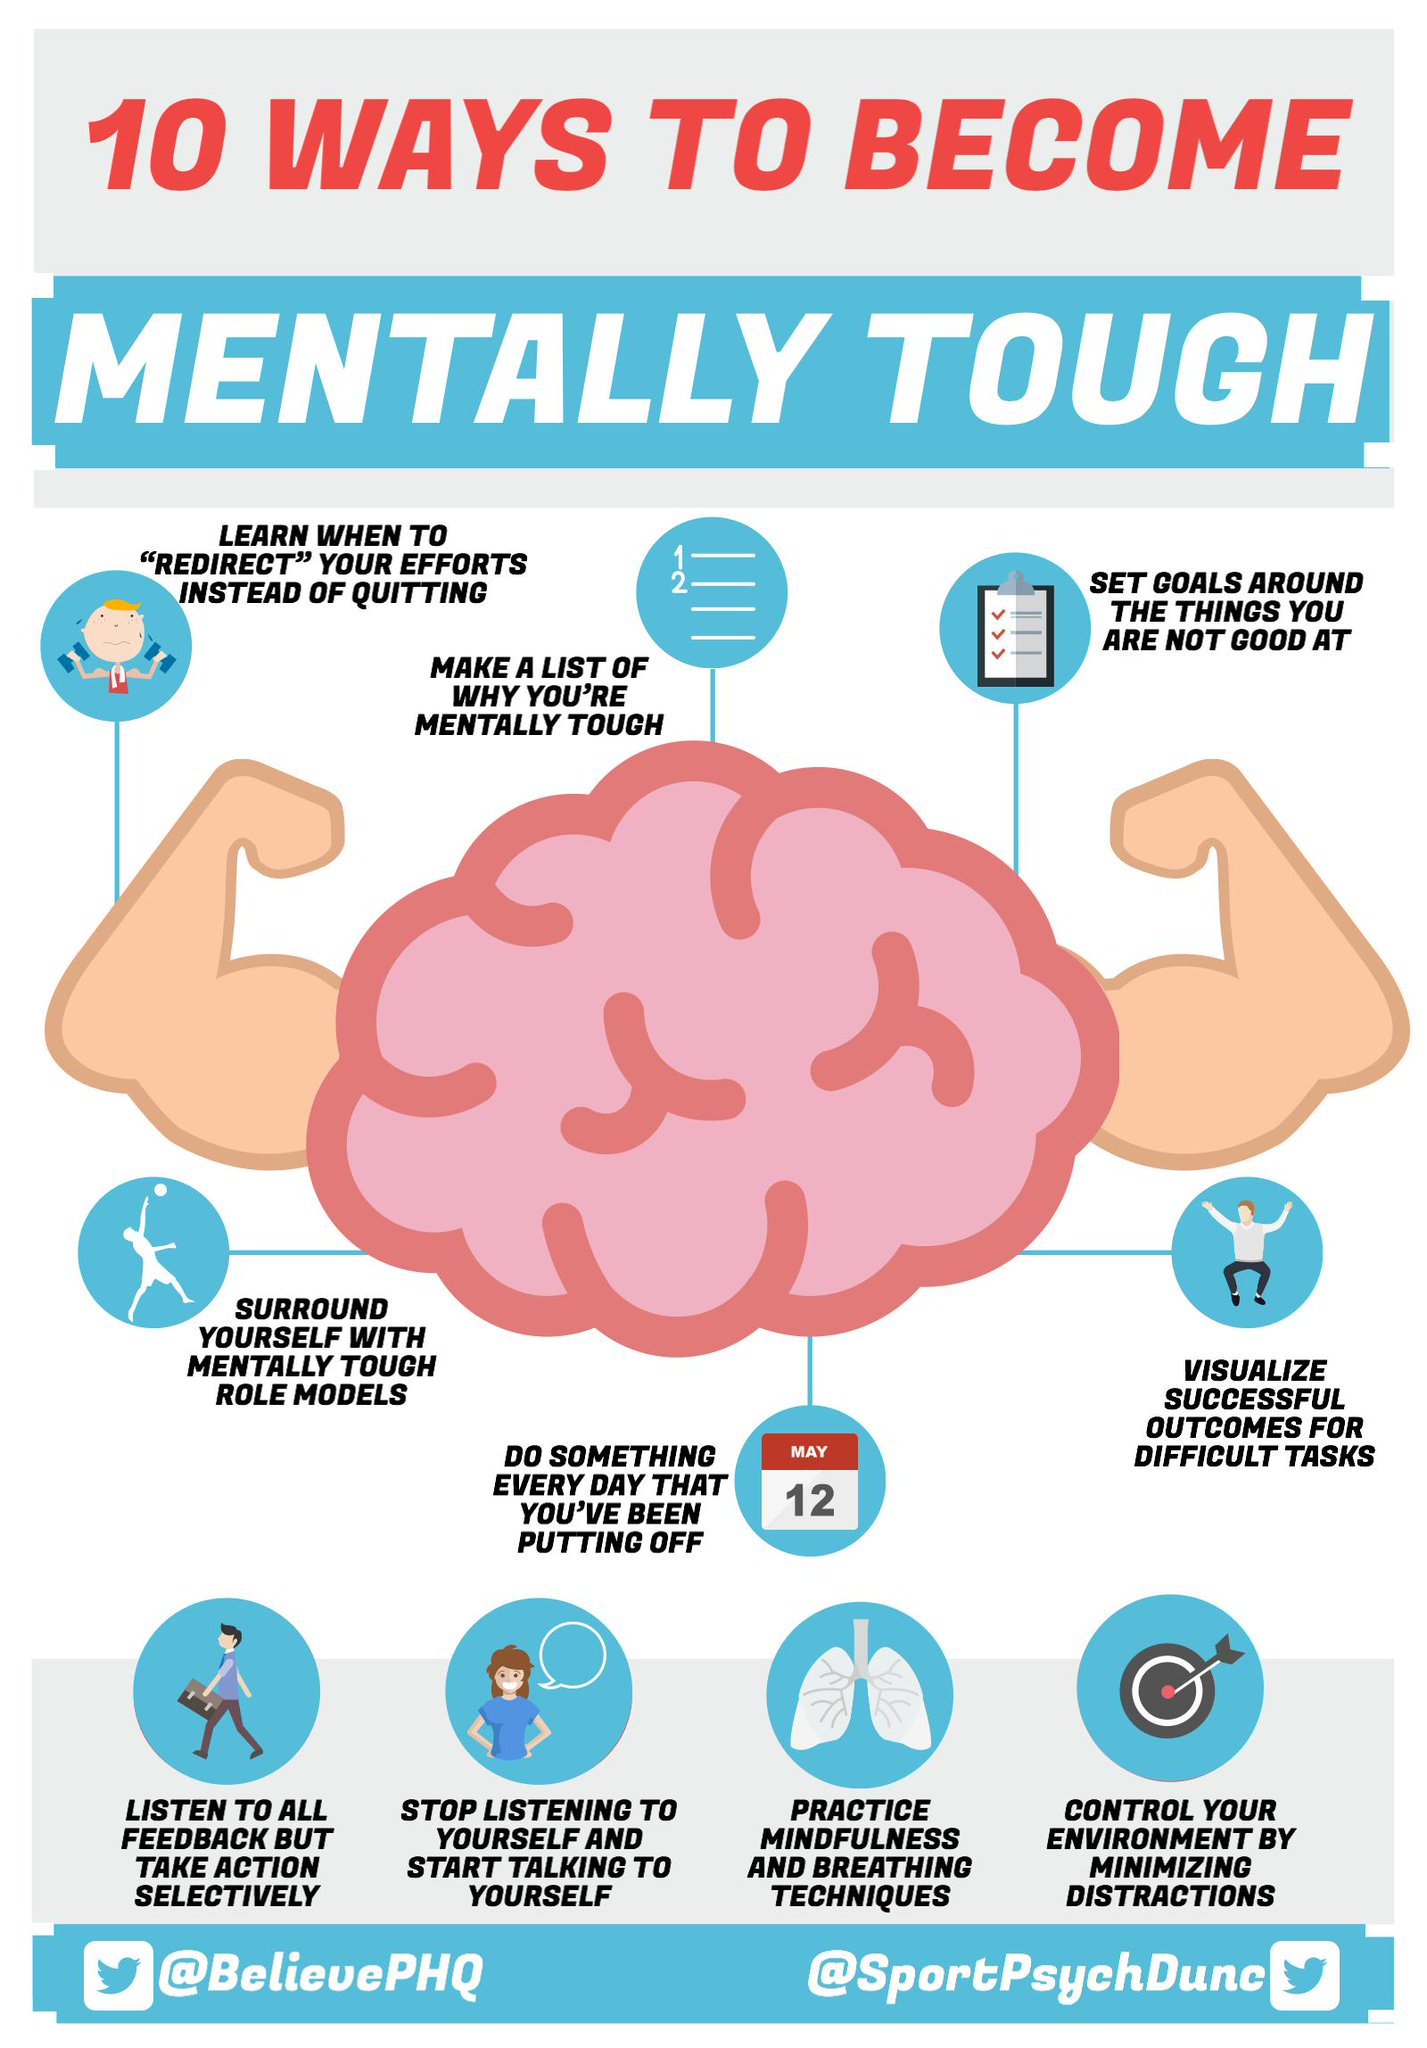 10 WAYS TO BECOME
MENTALLY TOUGH
LEARN WHEN TO
“REDIRECT” YOUR EFFORTS
INSTEAD OF QUITTING
1
2
MAKE A LIST OF
WHY YOU’RE
MENTALLY TOUGH
SET GOALS AROUND
THE THINGS YOU
ARE NOT GOOD AT
SURROUND
YOURSELF WITH
MENTALLY TOUGH
ROLE MODELS
DO SOMETHING
EVERY DAY THAT
YOU’VE BEEN
PUTTING OFF
MAY
12
VISUALIZE
SUCCESSFUL
OUTCOMES FOR
DIFFICULT TASKS
LISTEN TO ALL
FEEDBACK BUT
TAKE ACTION
SELECTIVELY
STOP LISTENING TO
YOURSELF AND
START TALKING TO
YOURSELF
PRACTICE
MINDFULNESS
AND BREATHING
TECHNIQUES
CONTROL YOUR
ENVIRONMENT BY
MINIMIZING
DISTRACTIONS
@BelievePHQ
@SportPsychDunc